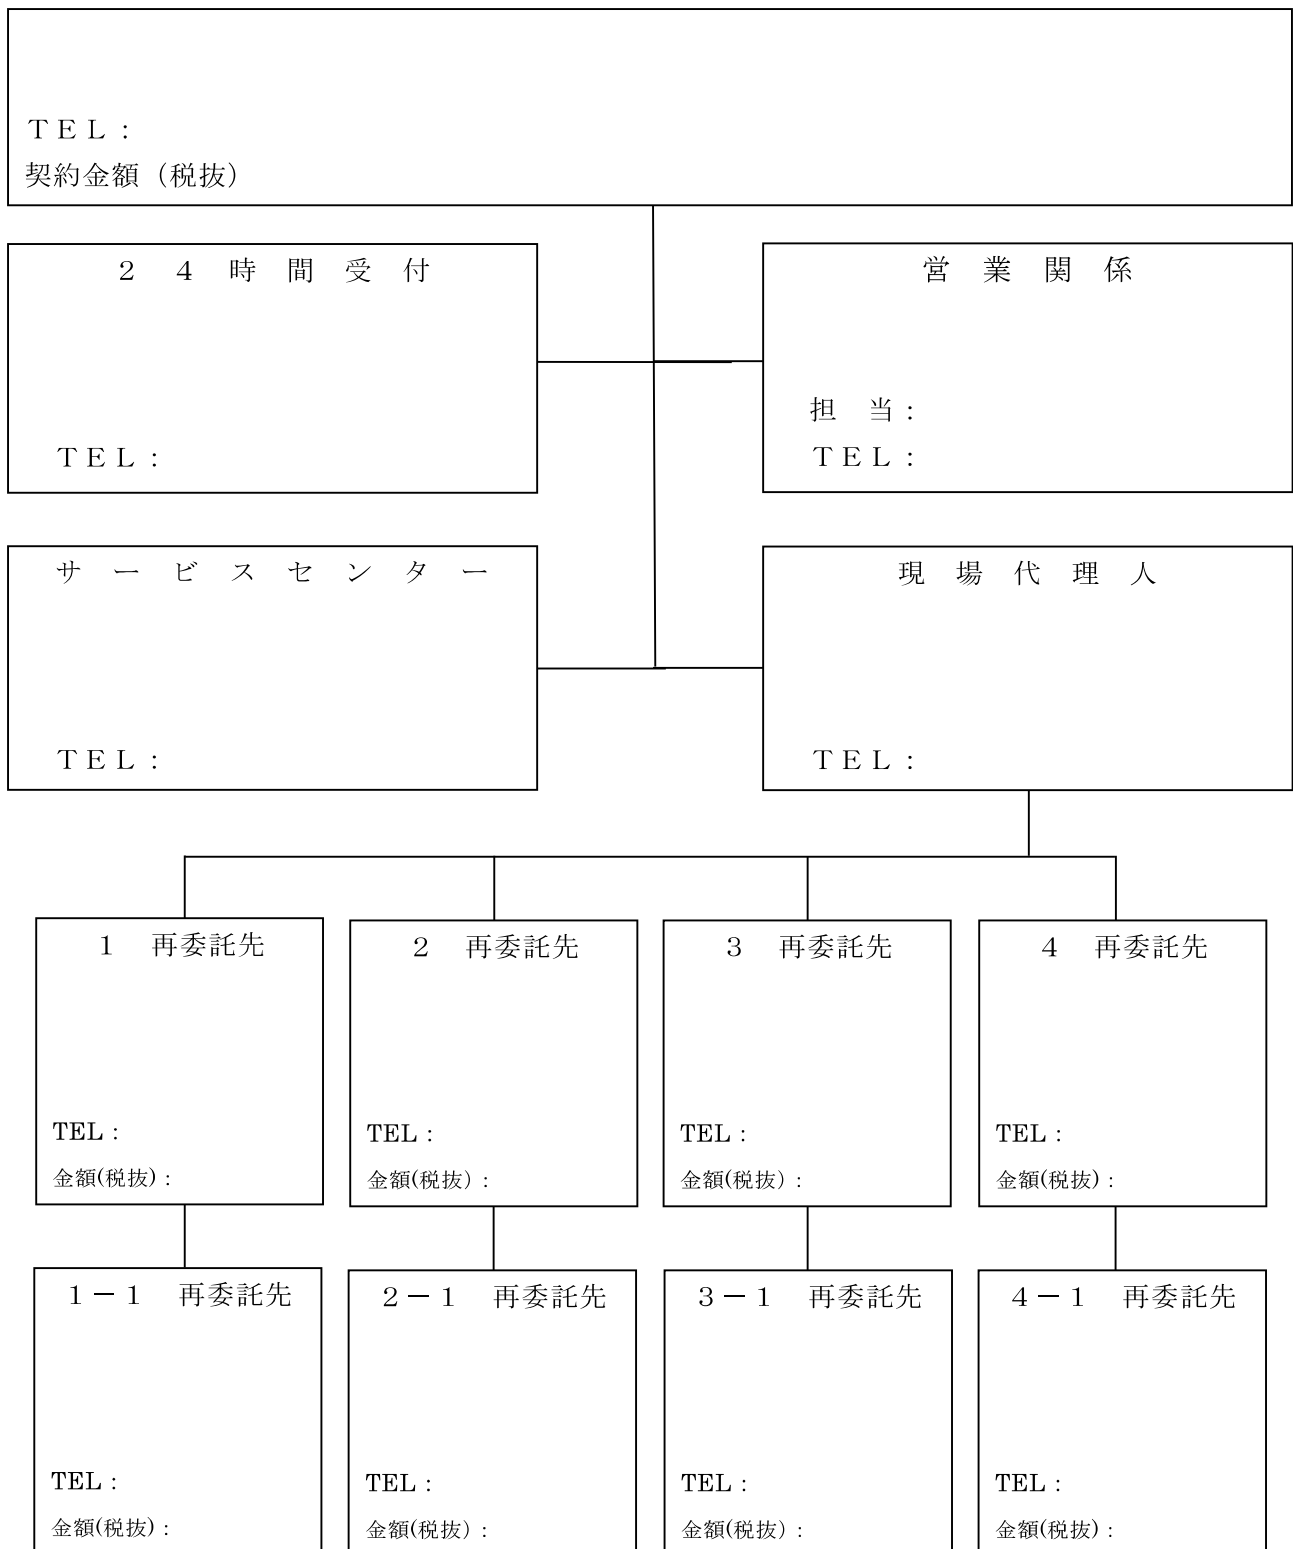 ＴＥＬ：
契約金額（税抜）
２４時間受付
ＴＥＬ：
営業関係
担　当：
ＴＥＬ：
サービスセンター
ＴＥＬ：
現場代理人
ＴＥＬ：
１　再委託先
TEL：
金額(税抜)：
２　再委託先
TEL：
金額(税抜）：
３　再委託先
TEL：
金額(税抜）：
４　再委託先
TEL：
金額(税抜)：
１－１　再委託先
TEL：
金額(税抜)：
２－１　再委託先
TEL：
金額(税抜）：
３－１　再委託先
TEL：
金額(税抜）：
４－１　再委託先
TEL：
金額(税抜)：